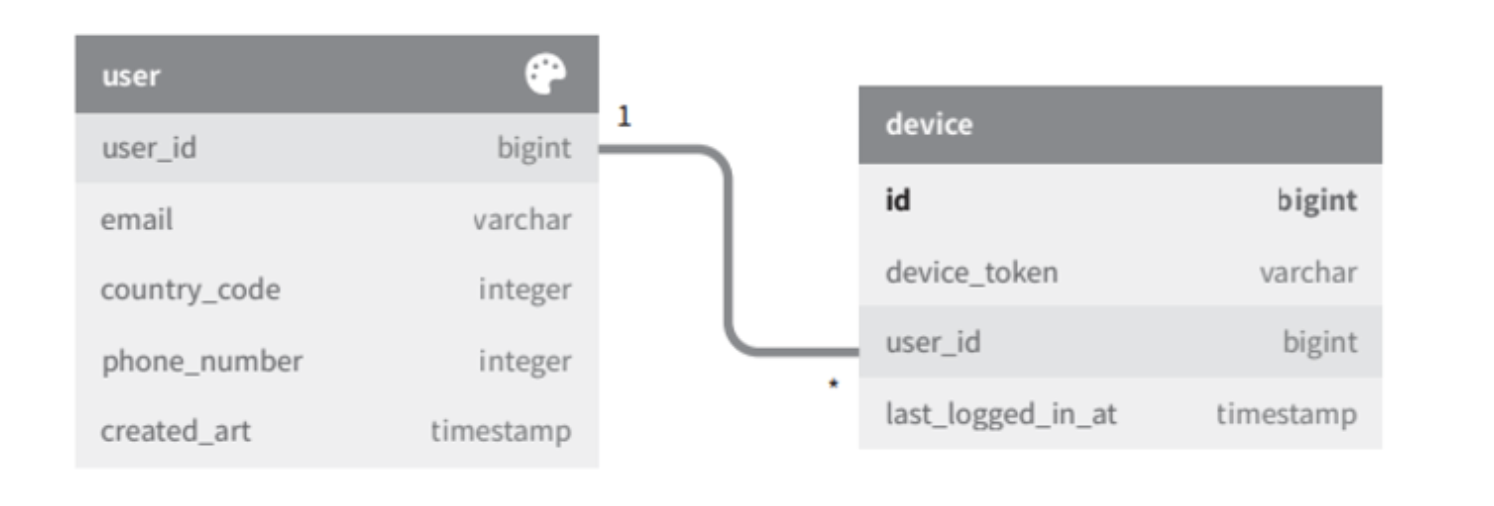 user
user_id bigint
email varchar
country_code integer
phone_number integer
created_art timestamp
1
*
device
id bigint
device_token varchar
user_id bigint
last_logged_in_at timestamp